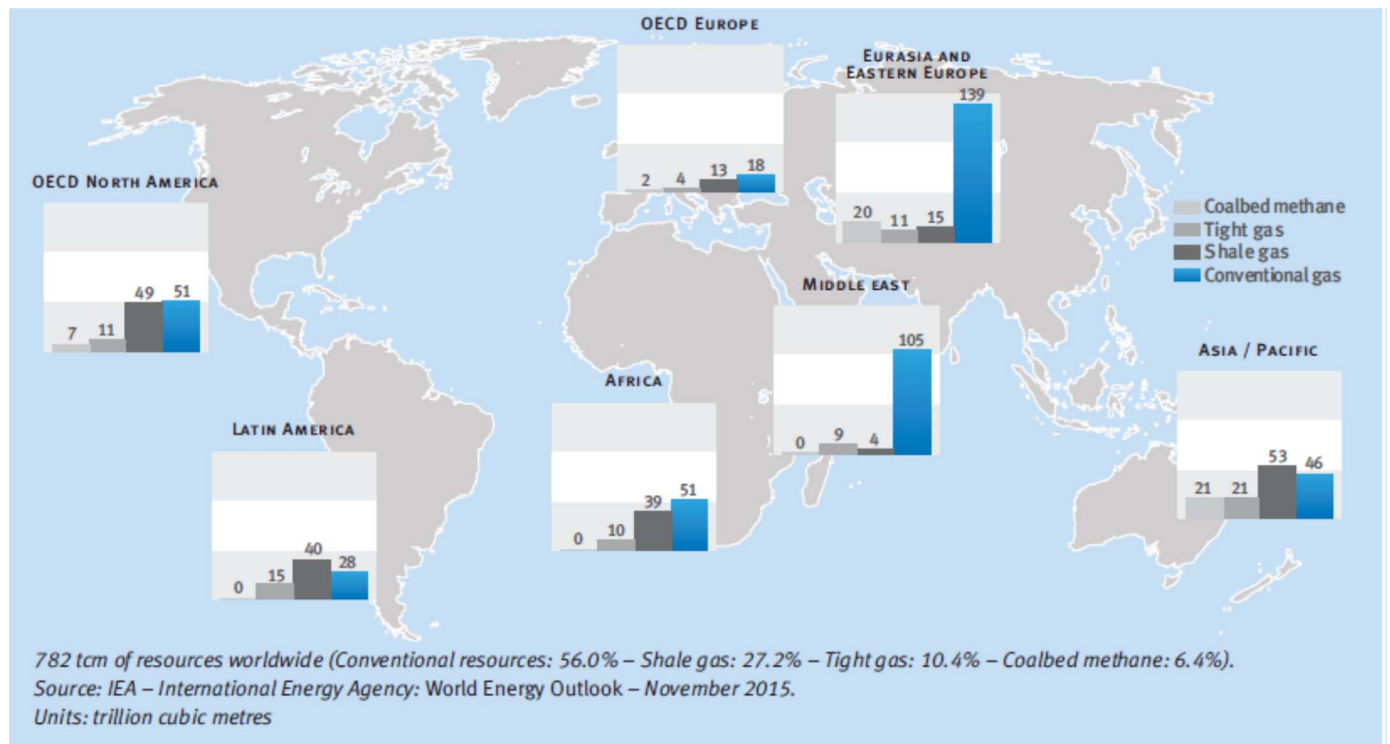 OECD EUROPE
2 4 13 18
EURASIA AND
EASTERN EUROPE
139
20 11 15
OECD NORTH AMERICA
7 11 49 51
Coalbed methane
Tight gas
Shale gas
Conventional gas
MIDDLE EAST
0 9 4 105
ASIA / PACIFIC
21 21 53 46
AFRICA
0 10 39 51
LATIN AMERICA
0 15 40 28
782 tcm of resources worldwide (Conventional resources: 56.0% – Shale gas: 27.2% – Tight gas: 10.4% – Coalbed methane: 6.4%).
Source: IEA – International Energy Agency: World Energy Outlook – November 2015.
Units: trillion cubic metres